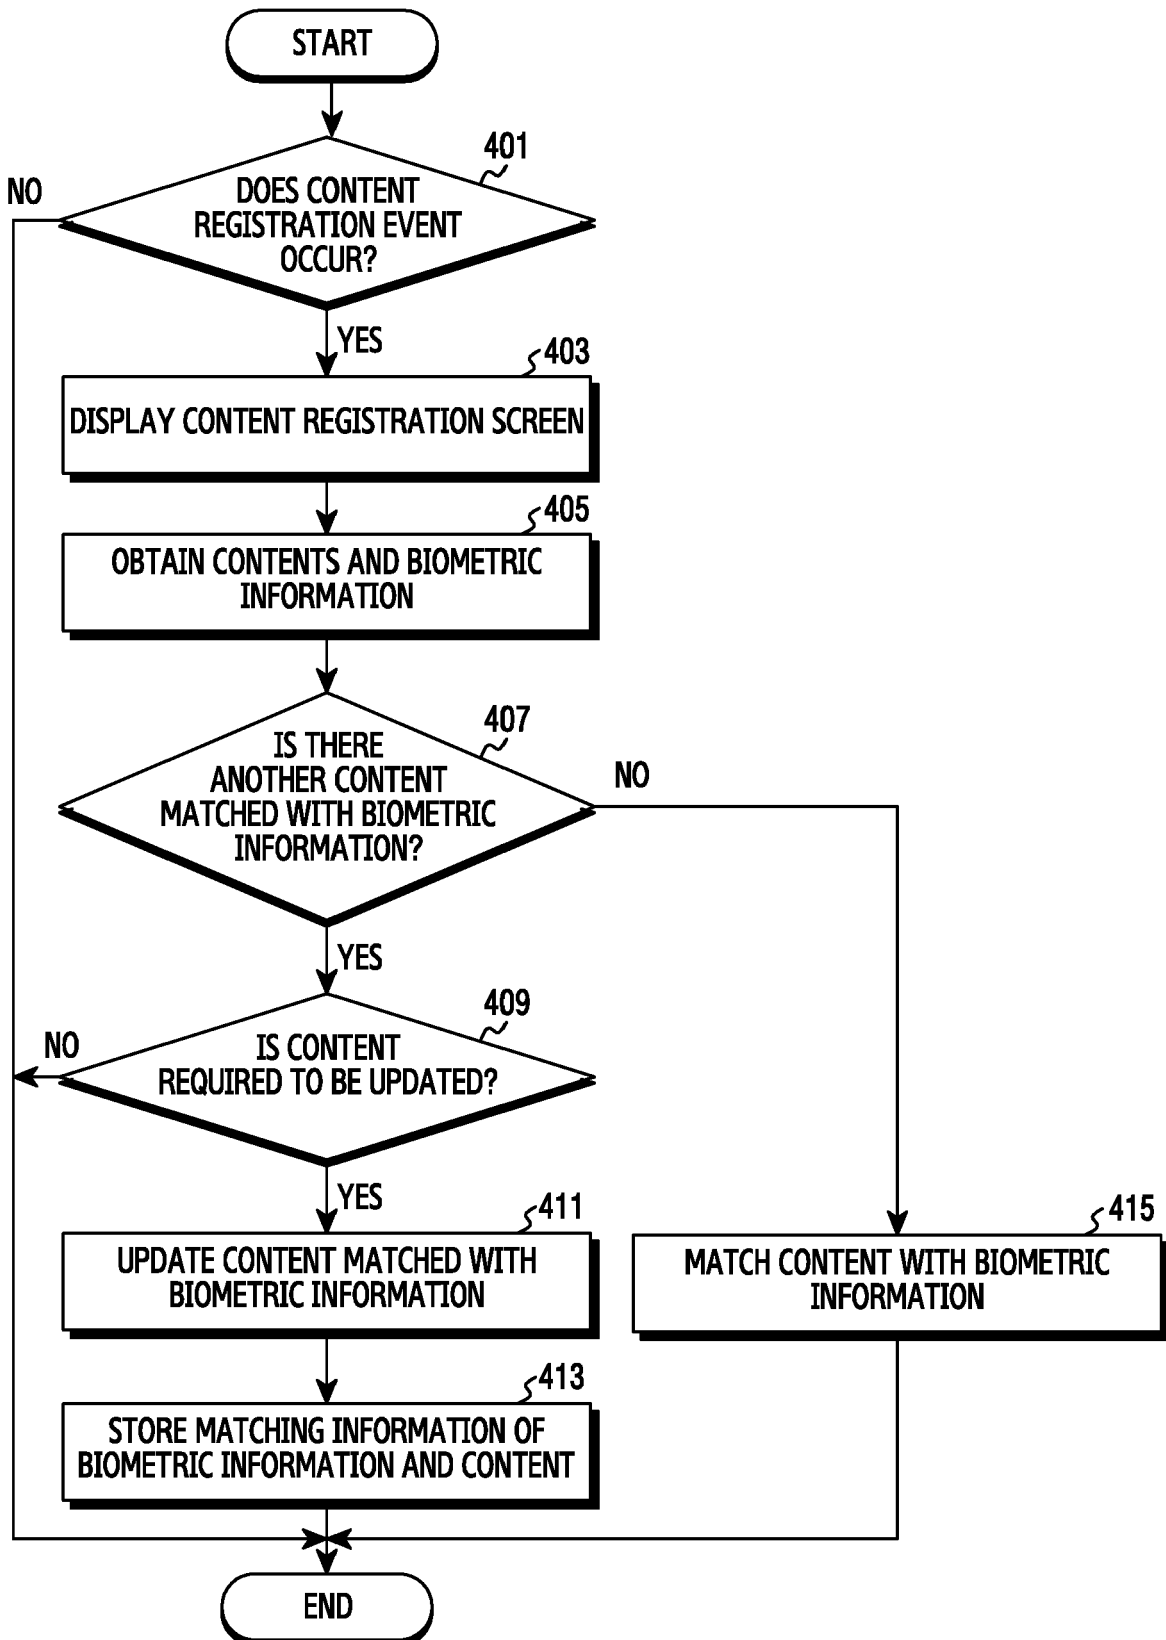 START
401
NO
DOES CONTENT
REGISTRATION EVENT
OCCUR?
YES
403
DISPLAY CONTENT REGISTRATION SCREEN
405
OBTAIN CONTENTS AND BIOMETRIC
INFORMATION
407
IS THERE
ANOTHER CONTENT
MATCHED WITH BIOMETRIC
INFORMATION?
NO
YES
409
NO
IS CONTENT
REQUIRED TO BE UPDATED?
YES
411
UPDATE CONTENT MATCHED WITH
BIOMETRIC INFORMATION
415
MATCH CONTENT WITH BIOMETRIC
INFORMATION
413
STORE MATCHING INFORMATION OF
BIOMETRIC INFORMATION AND CONTENT
END